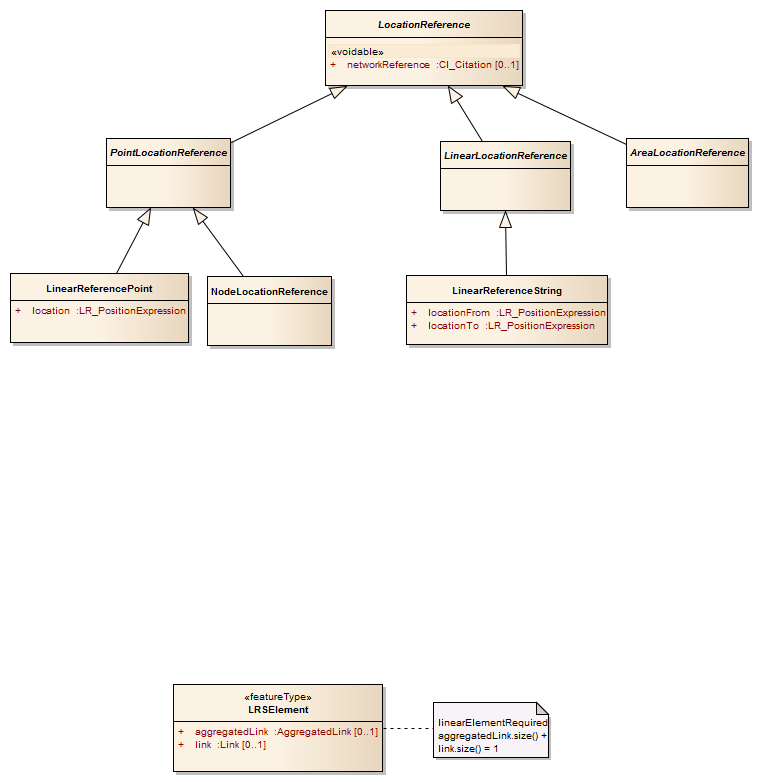 LocationReference
«voidable»
+ networkReference :CI_Citation [0..1]
PointLocationReference
LinearLocationReference
AreaLocationReference
LinearReferencePoint
+ location :LR_PositionExpression
NodeLocationReference
LinearReferenceString
+ locationFrom :LR_PositionExpression
+ locationTo :LR_PositionExpression
«featureType»
LRSElement
+ aggregatedLink :AggregatedLink [0..1]
+ link :Link [0..1]
linearElementRequired
aggregatedLink.size() +
link.size() = 1